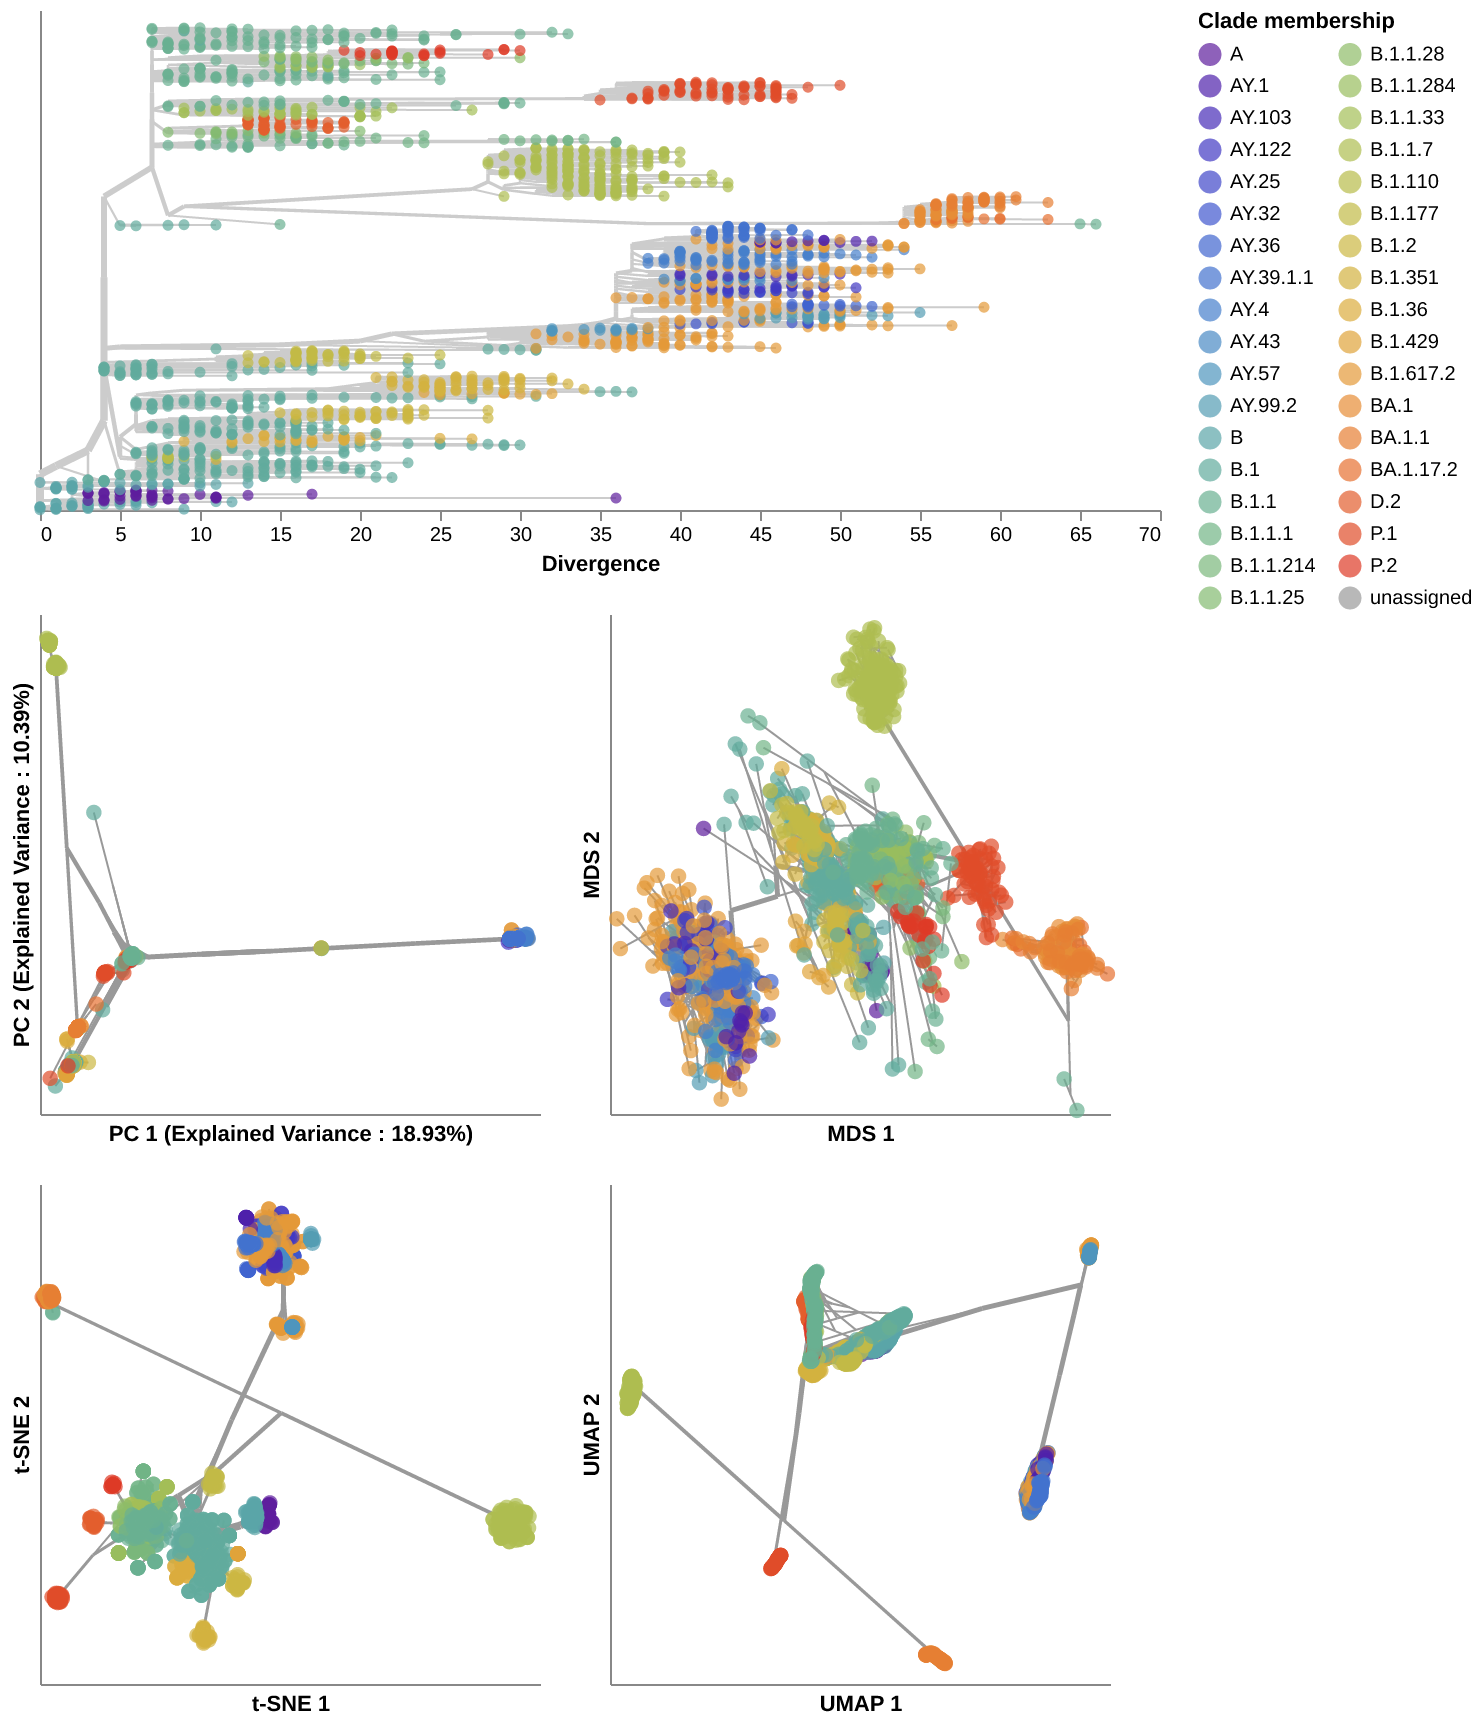 Clade membership
A
AY.1
AY.103
AY.122
AY.25
AY.32
AY.36
AY.39.1.1
AY.4
AY.43
AY.57
AY.99.2
B
B.1
B.1.1
B.1.1.1
B.1.1.214
B.1.1.25
B.1.1.28
B.1.1.284
B.1.1.33
B.1.1.7
B.1.110
B.1.177
B.1.2
B.1.351
B.1.36
B.1.429
B.1.617.2
BA.1
BA.1.1
BA.1.17.2
D.2
P.1
P.2
unassigned
0 5 10 15 20 25 30 35 40 45 50 55 60 65 70
Divergence
PC 2 (Explained Variance : 10.39%)
PC 1 (Explained Variance : 18.93%)
MDS 2
MDS 1
t-SNE 2
t-SNE 1
UMAP 2
UMAP 1